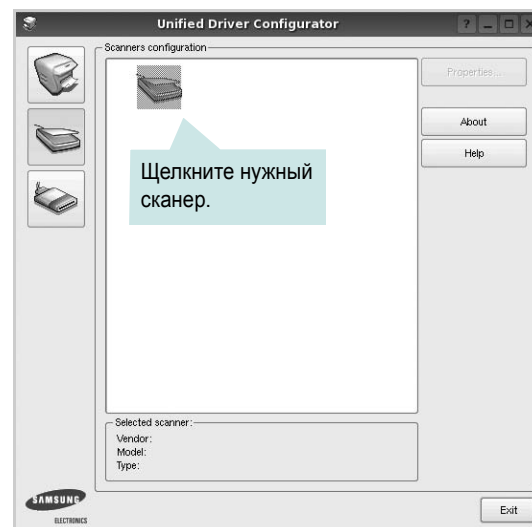 Unified Driver Configurator
Scanners configuration
Properties...
About
Help
Щелкните нужный
сканер.
Selected scanner:
Vendor:
Model:
Type:
SAMSUNG
ELECTRONICS
Exit